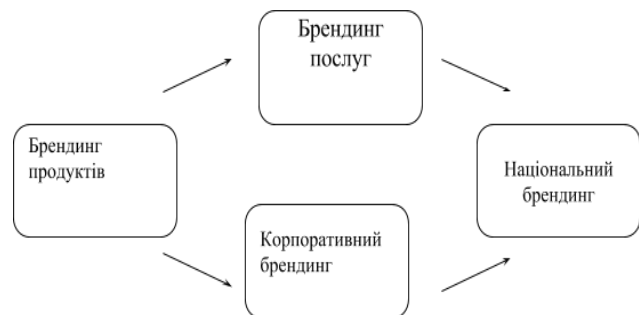 Брендинг
послуг
Брендинг
продуктів
Національний
брендинг
Корпоративний
брендинг